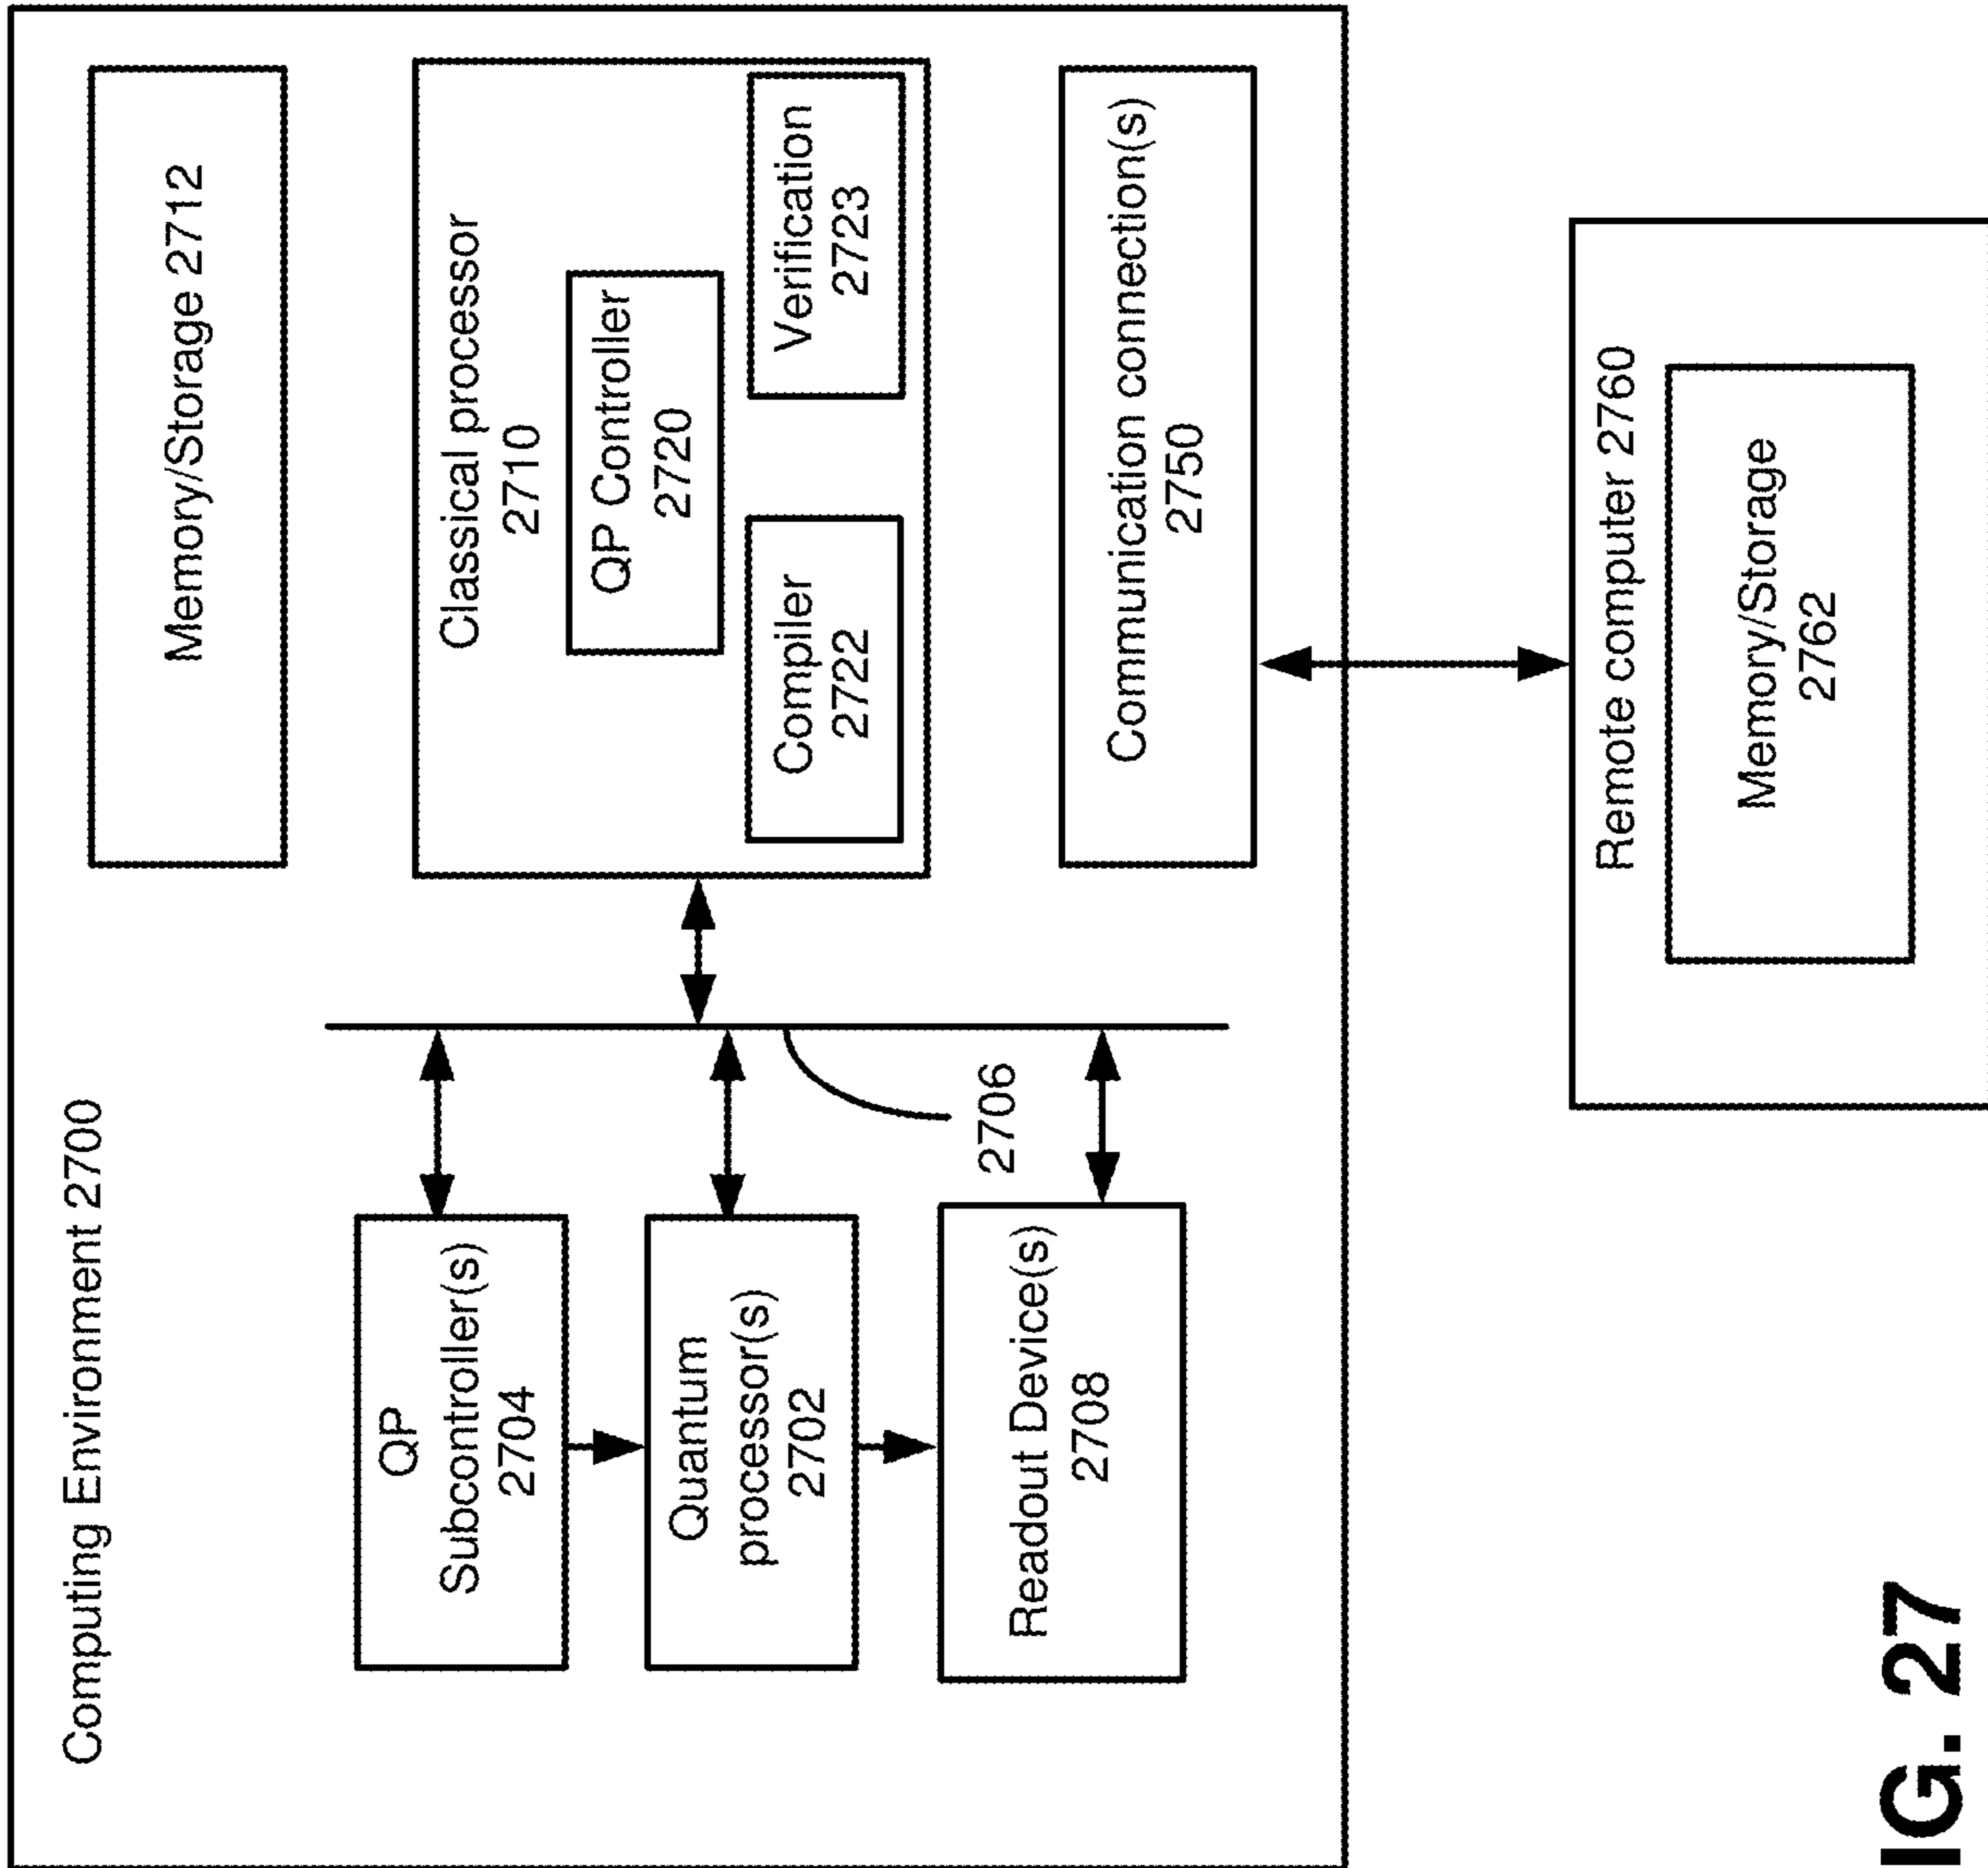 Computing Environment 2700
QP
Subcontroller(s)
2704
Quantum
processor(s)
2702
Readout Device(s)
2708
2706
Memory/Storage 2712
Classical processor
2710
QP Controller
2720
Compiler
2722
Verification
2723
Communication connection(s)
2750
Remote computer 2760
Memory/Storage
2762
IG. 27